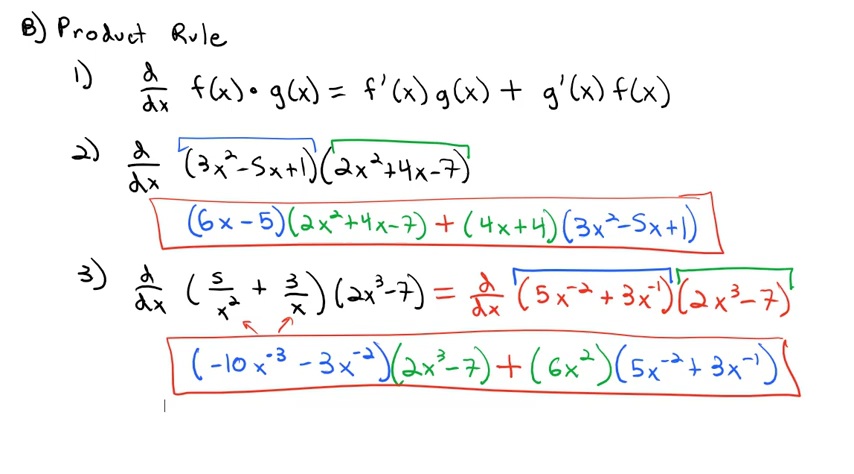 B) Product Rule
1) d/dx f(x) • g(x) = f'(x) g(x) + g'(x) f(x)
2) d/dx (3x² - 5x + 1)(2x² + 4x - 7)
(6x - 5)(2x² + 4x - 7) + (4x + 4)(3x² - 5x + 1)
3) d/dx (5/x² + 3/x)(2x³ - 7) = d/dx (5x⁻² + 3x⁻¹)(2x³ - 7)
(-10x⁻³ - 3x⁻²)(2x³ - 7) + (6x²)(5x⁻² + 3x⁻¹)